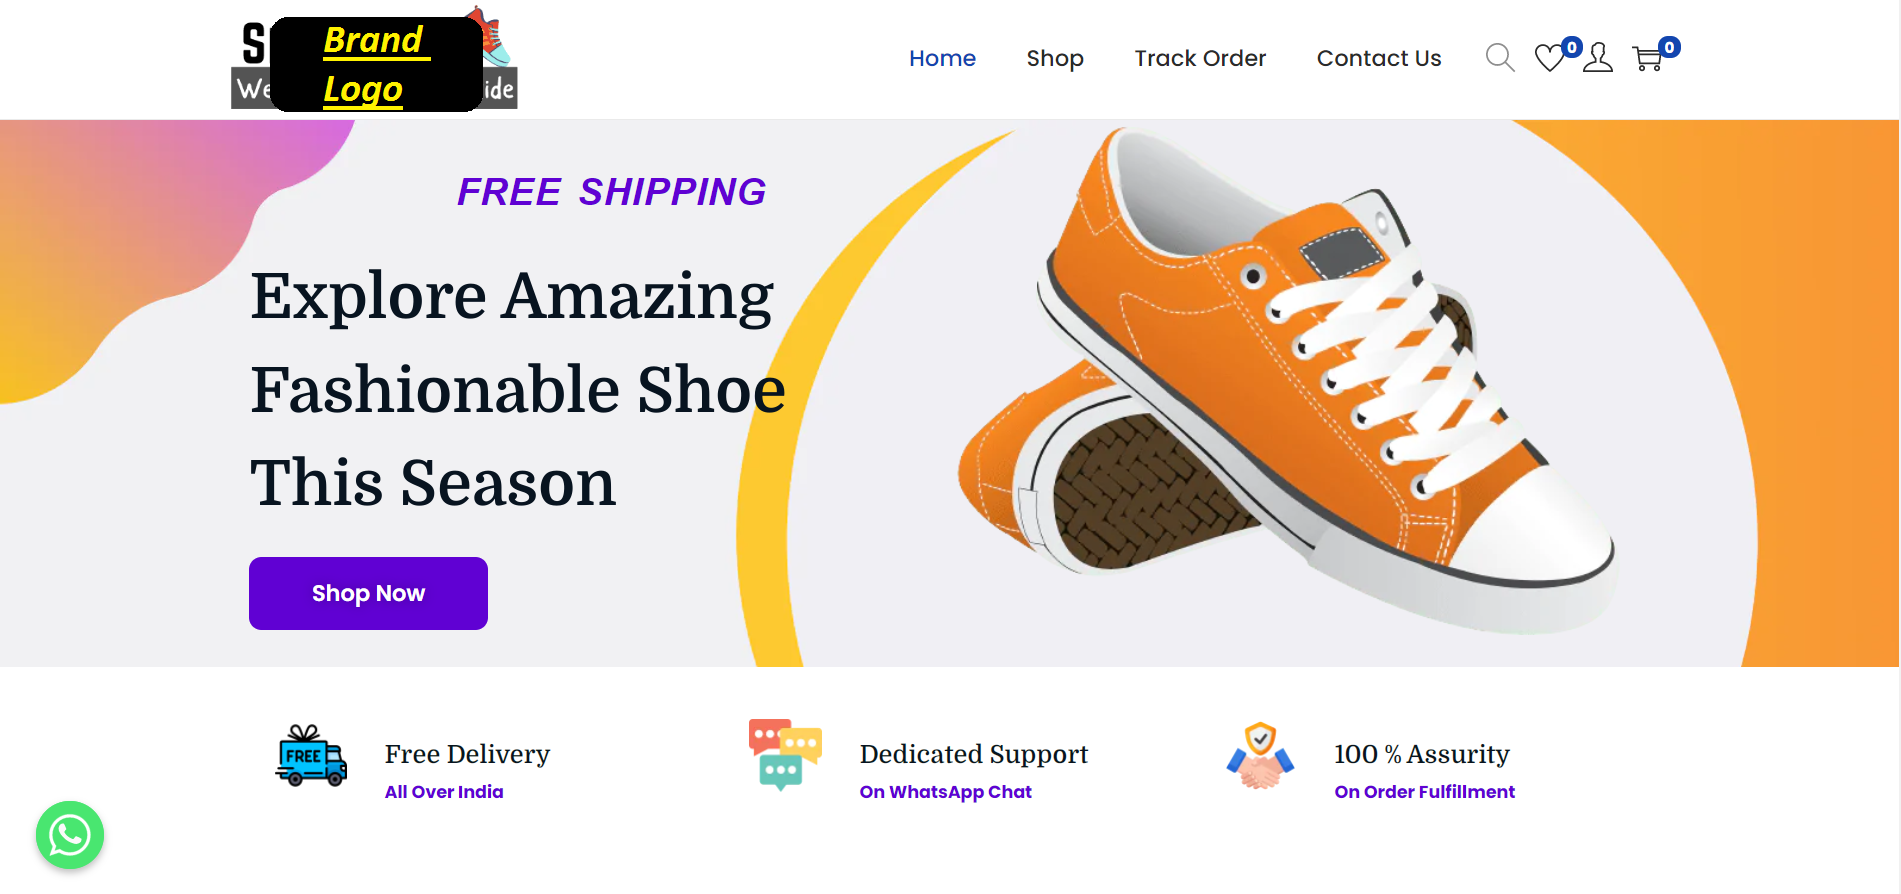 S
Brand
Logo
We
ide
Home Shop Track Order Contact Us 0 0
FREE SHIPPING
Explore Amazing
Fashionable Shoe
This Season
Shop Now
FREE
Free Delivery
All Over India
Dedicated Support
On WhatsApp Chat
100 % Assurity
On Order Fulfillment